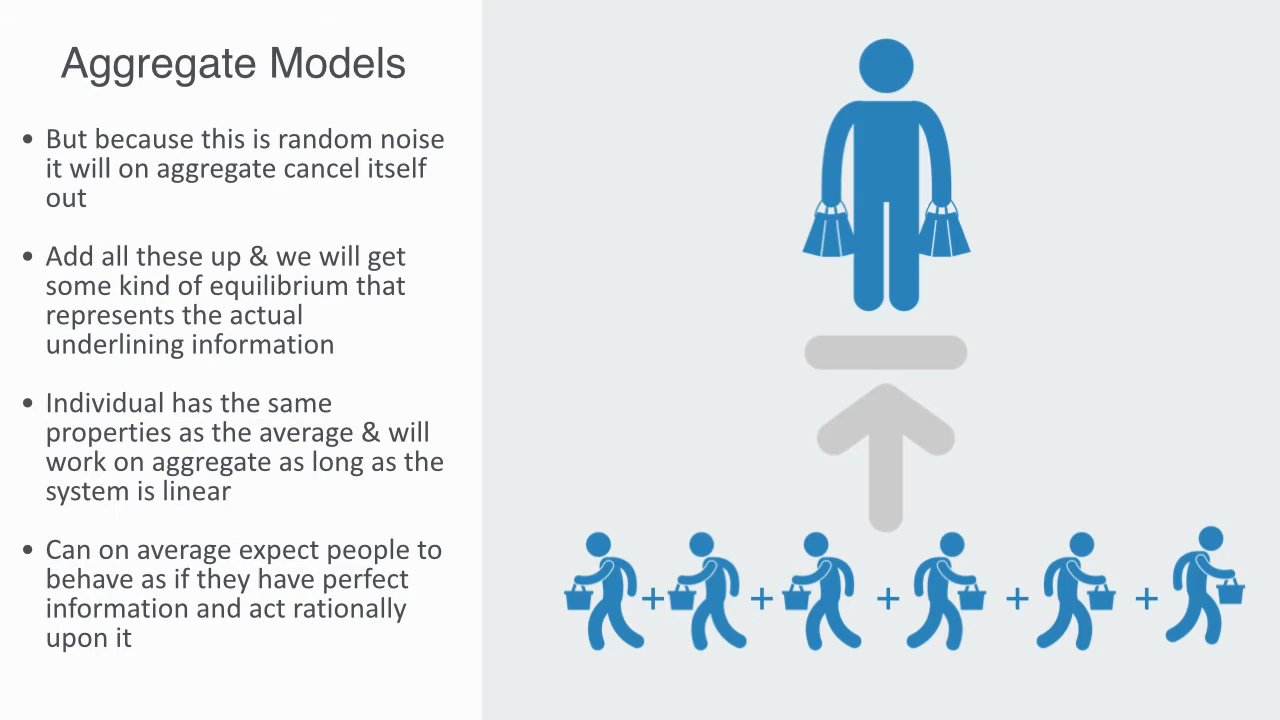 Aggregate Models
• But because this is random noise
it will on aggregate cancel itself
out
• Add all these up & we will get
some kind of equilibrium that
represents the actual
underlining information
• Individual has the same
properties as the average & will
work on aggregate as long as the
system is linear
• Can on average expect people to
behave as if they have perfect
information and act rationally
upon it
+ + + + +